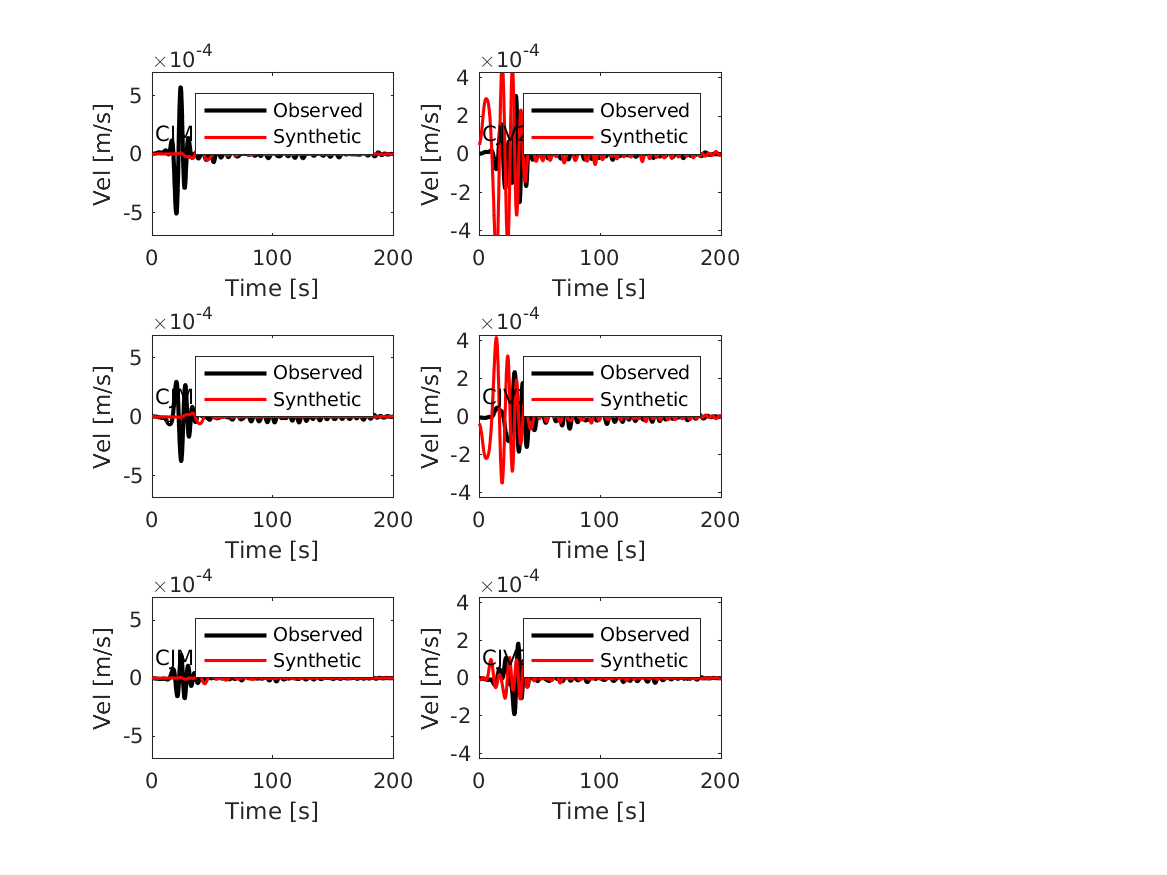 ×10-4
Vel [m/s]
5
0
-5
CJM
Observed
Synthetic
0 100 200
Time [s]
×10-4
Vel [m/s]
4
2
0
-2
-4
Observed
Synthetic
0 100 200
Time [s]
×10-4
Vel [m/s]
5
0
-5
CJM
Observed
Synthetic
0 100 200
Time [s]
×10-4
Vel [m/s]
4
2
0
-2
-4
Observed
Synthetic
0 100 200
Time [s]
×10-4
Vel [m/s]
5
0
-5
CJM
Observed
Synthetic
0 100 200
Time [s]
×10-4
Vel [m/s]
4
2
0
-2
-4
Observed
Synthetic
0 100 200
Time [s]